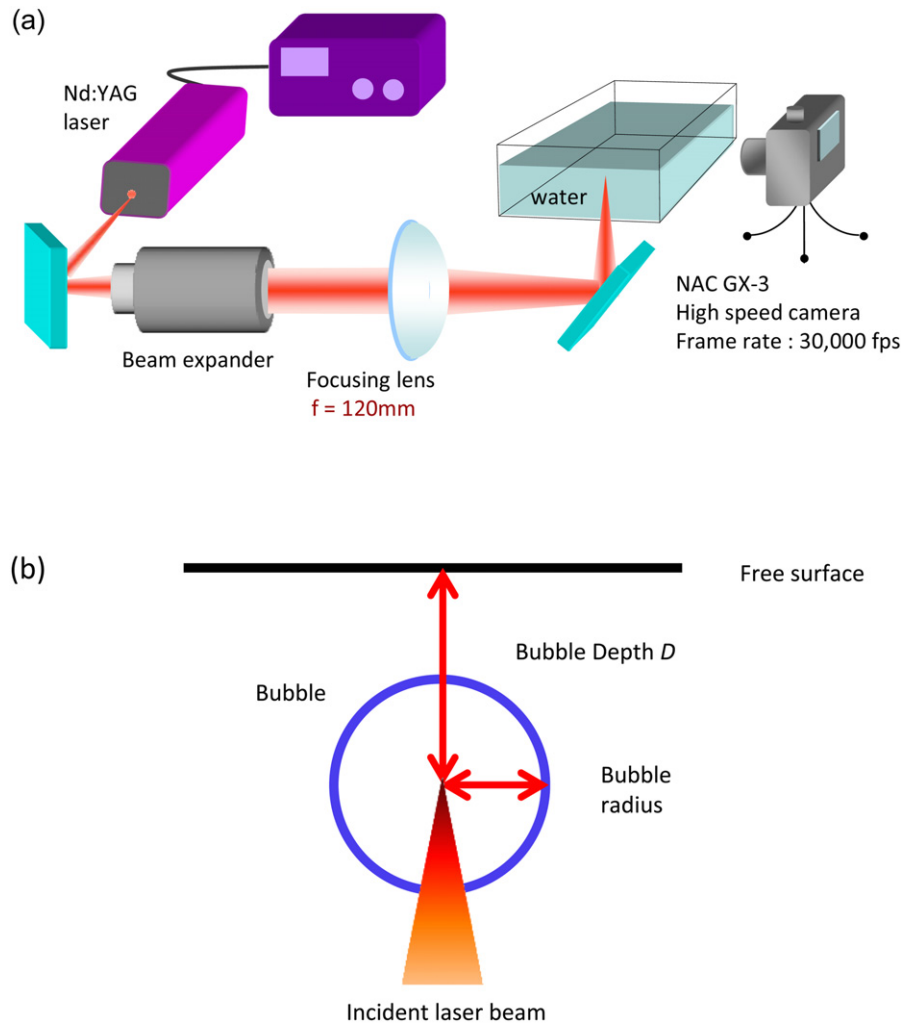 (a)
Nd:YAG
laser
water
NAC GX-3
High speed camera
Frame rate : 30,000 fps
Beam expander
Focusing lens
f = 120mm
(b)
Free surface
Bubble Depth D
Bubble
Bubble
radius
Incident laser beam